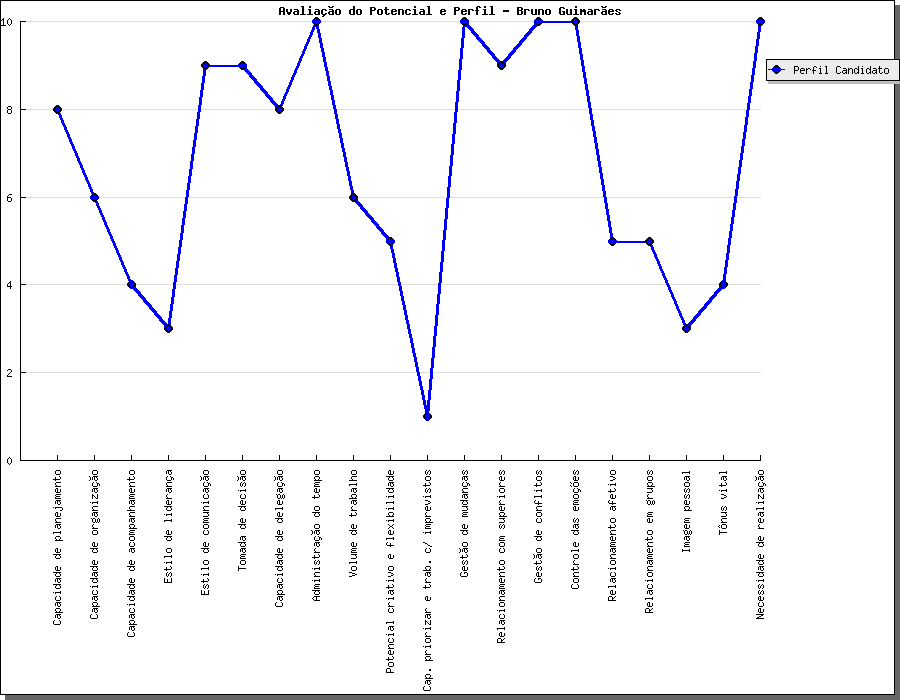 Avaliação do Potencial e Perfil - Bruno Guimarães
10
8
6
4
2
0
Perfil Candidato
Capacidade de planejamento
Capacidade de organização
Capacidade de acompanhamento
Estilo de liderança
Estilo de comunicação
Tomada de decisão
Capacidade de delegação
Administração do tempo
Volume de trabalho
Potencial criativo e flexibilidade
Cap. priorizar e trab. c/ imprevistos
Gestão de mudanças
Relacionamento com superiores
Gestão de conflitos
Controle das emoções
Relacionamento afetivo
Relacionamento em grupos
Imagem pessoal
Tônus vital
Necessidade de realização